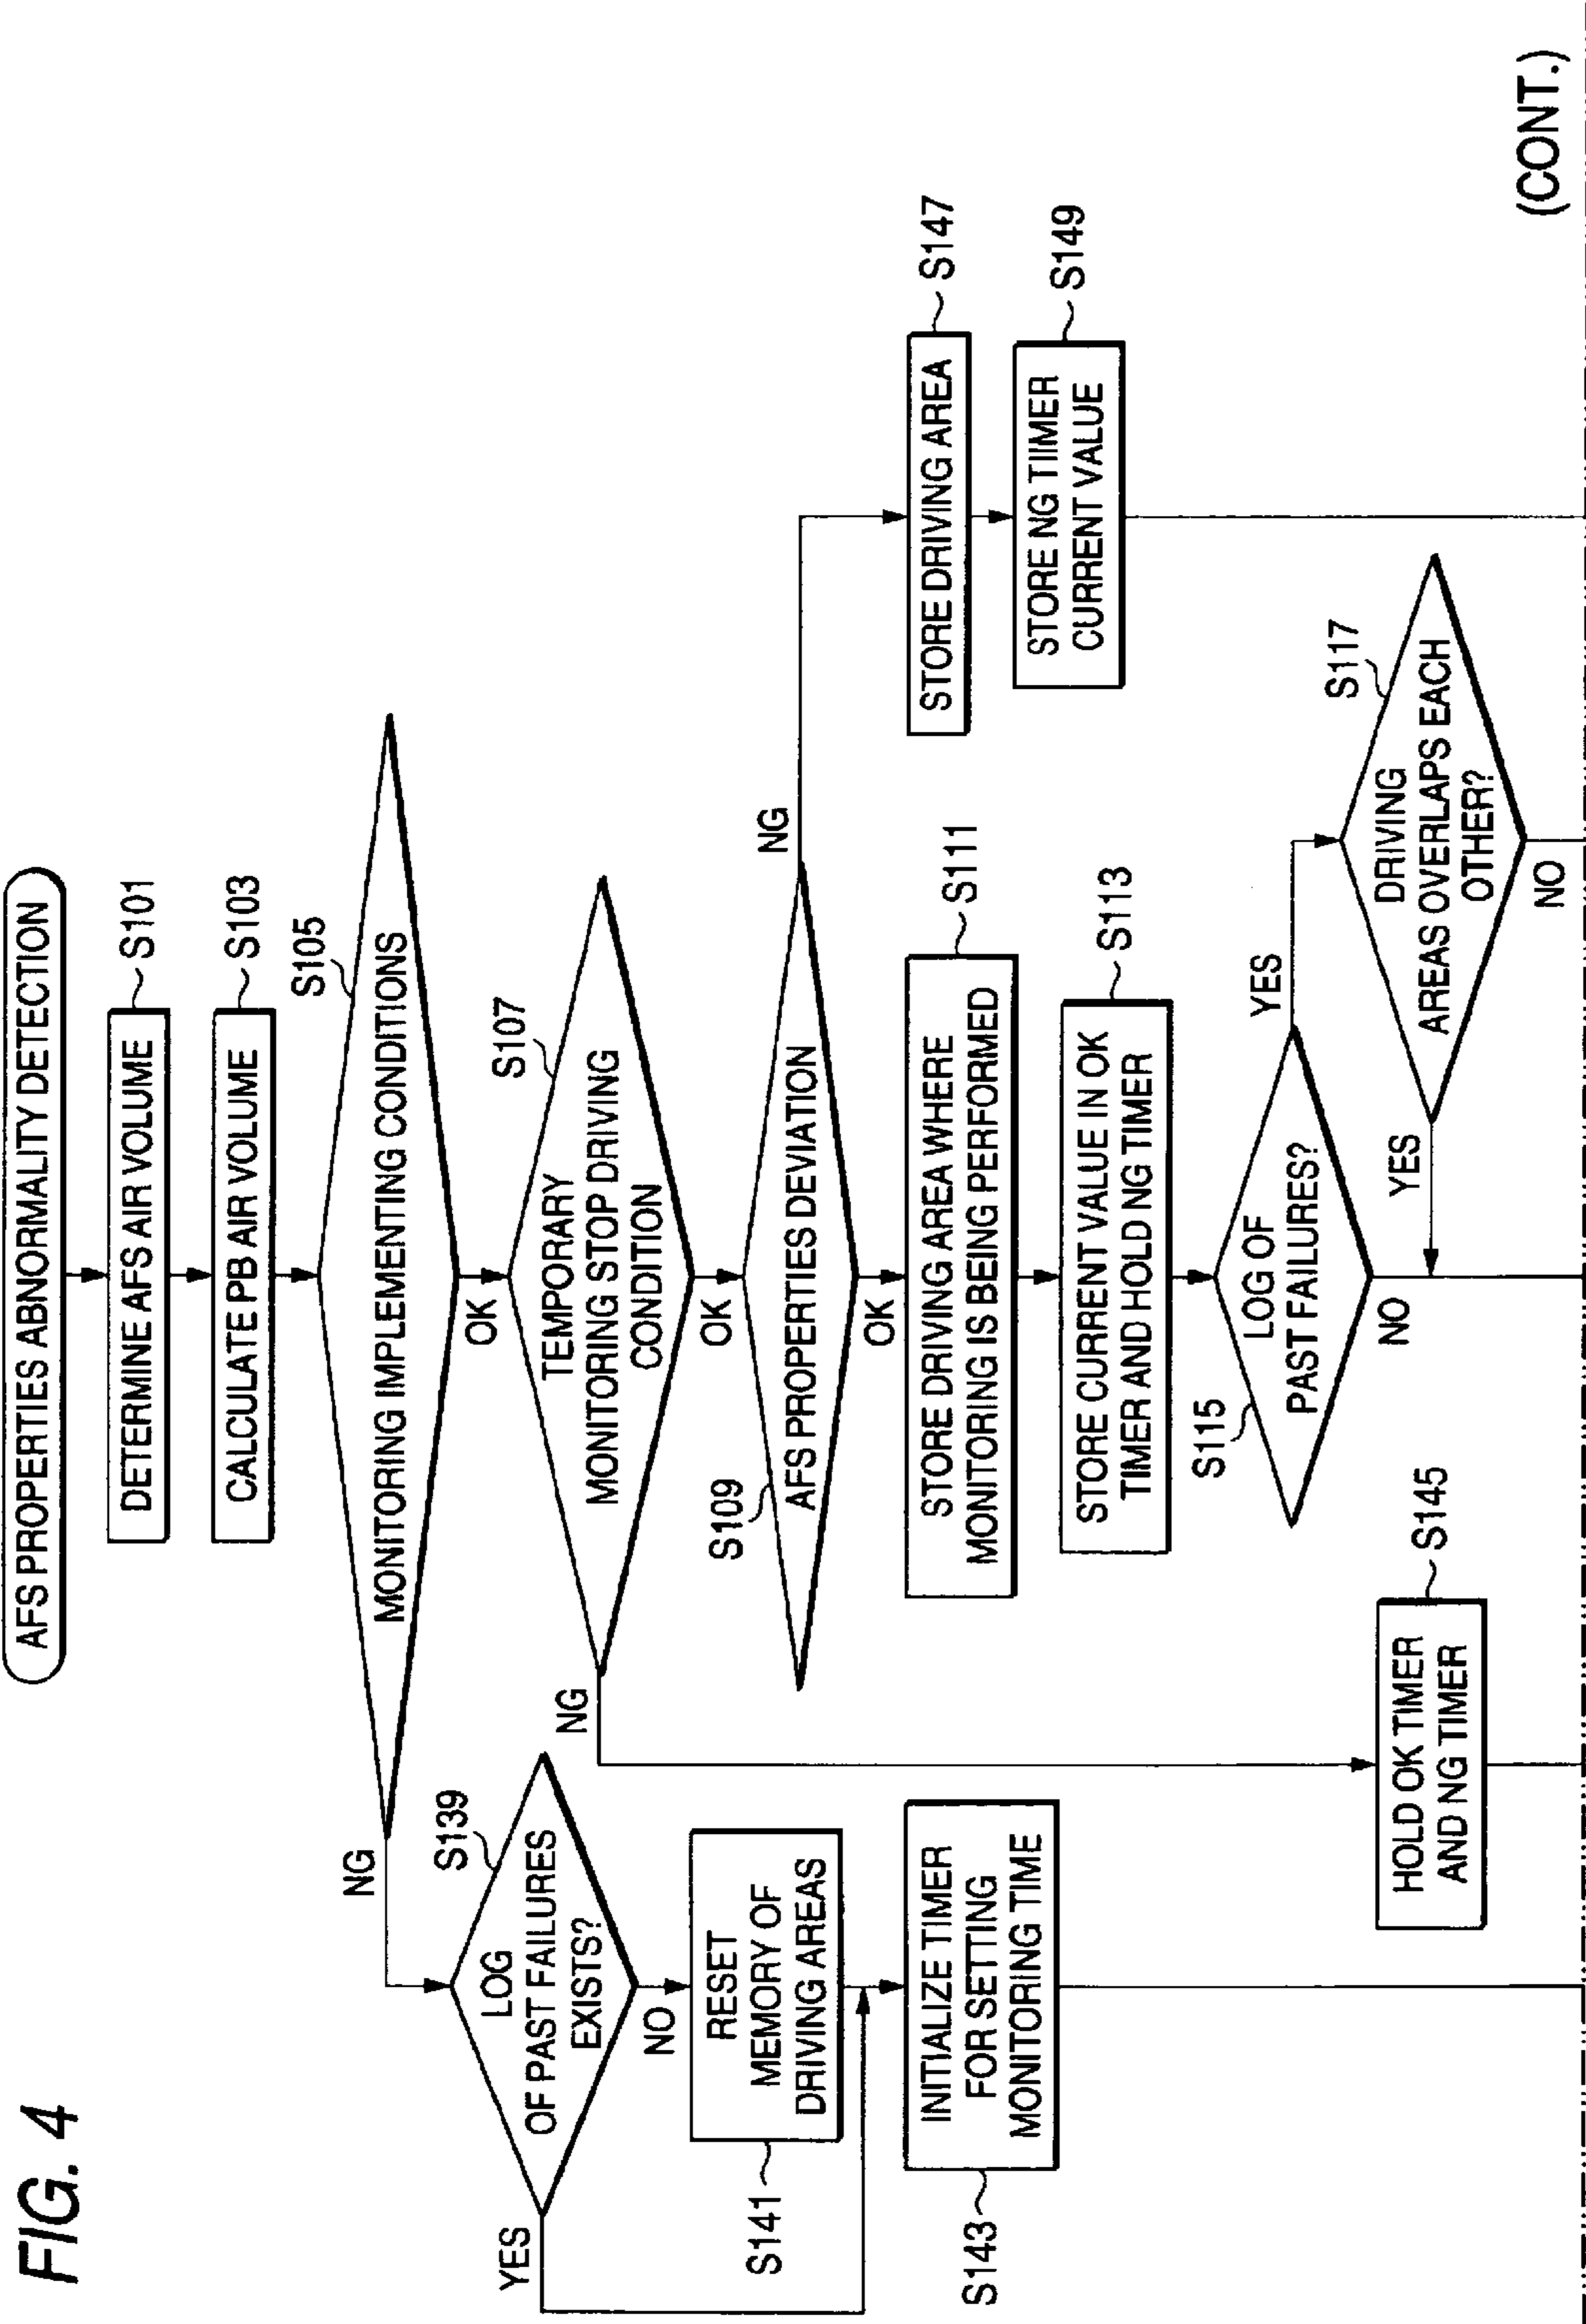 FIG. 4
AFS PROPERTIES ABNORMALITY DETECTION
DETERMINE AFS AIR VOLUME
S101
CALCULATE PB AIR VOLUME
S103
S105
MONITORING IMPLEMENTING CONDITIONS
NG
OK
S107
TEMPORARY
MONITORING STOP DRIVING
CONDITION
NG
OK
S109
AFS PROPERTIES DEVIATION
NG
OK
S139
LOG
OF PAST FAILURES
EXISTS?
YES
NO
RESET
MEMORY OF
DRIVING AREAS
S141
INITIALIZE TIMER
FOR SETTING
MONITORING TIME
S143
STORE DRIVING AREA WHERE
MONITORING IS BEING PERFORMED
S111
STORE CURRENT VALUE IN OK
TIMER AND HOLD NG TIMER
S113
STORE DRIVING AREA
S147
STORE NG TIIMER
CURRENT VALUE
S149
S115
LOG OF
PAST FAILURES?
YES
NO
S117
DRIVING
AREAS OVERLAPS EACH
OTHER?
YES
NO
HOLD OK TIMER
AND NG TIMER
S145
(CONT.)